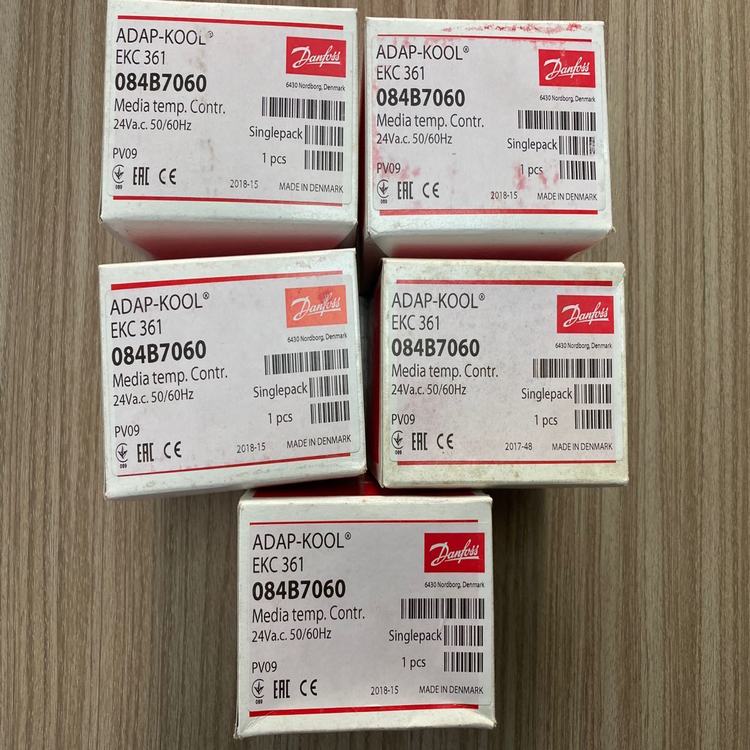 ADAP-KOOL®
EKC 361
084B7060
Media temp. Contr.
24Va.c. 50/60Hz
PV09
Danfoss
6430 Nordborg, Denmark
Singlepack
1 pcs
089
EAC CE
2018-15
MADE IN DENMARK
ADAP-KOOL®
EKC 361
084B7060
Media temp. Contr.
24Va.c. 50/60Hz
PV09
Danfoss
6430 Nordborg, Denmark
Singlepack
1 pcs
089
EAC CE
2018-15
MADE IN DENMARK
ADAP-KOOL®
EKC 361
084B7060
Media temp. Contr.
24Va.c. 50/60Hz
PV09
Danfoss
6430 Nordborg, Denmark
Singlepack
1 pcs
089
EAC CE
2018-15
MADE IN DENMARK
ADAP-KOOL®
EKC 361
084B7060
Media temp. Contr.
24Va.c. 50/60Hz
PV09
Danfoss
6430 Nordborg, Denmark
Singlepack
1 pcs
089
EAC CE
2017-48
MADE IN DENMARK
ADAP-KOOL®
EKC 361
084B7060
Media temp. Contr.
24Va.c. 50/60Hz
PV09
Danfoss
6430 Nordborg, Denmark
Singlepack
1 pcs
089
EAC CE
2018-15
MADE IN DENMARK